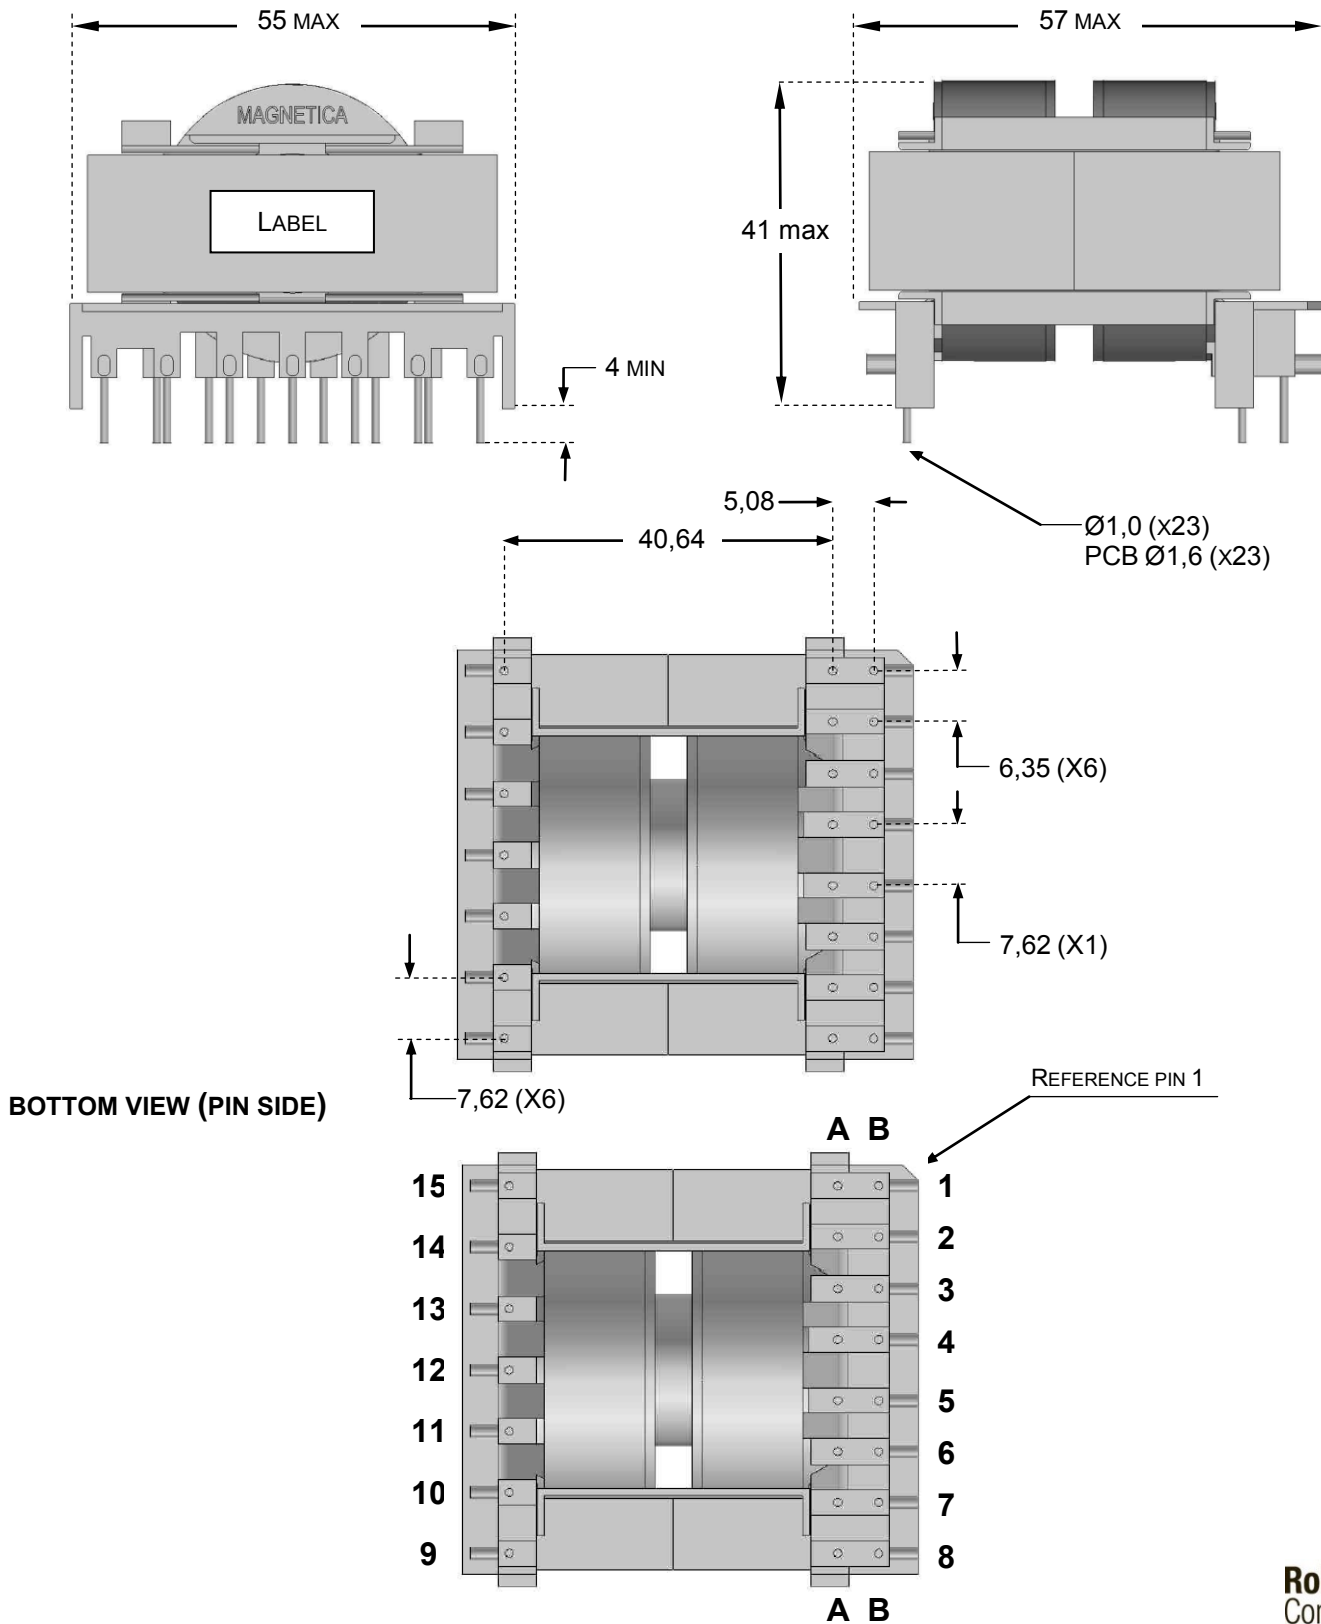 55 MAX
57 MAX
MAGNETICA
LABEL
41 max
4 MIN
5,08
40,64
Ø1,0 (X23)
PCB Ø1,6 (X23)
6,35 (X6)
7,62 (X1)
7,62 (X6)
BOTTOM VIEW (PIN SIDE)
REFERENCE PIN 1
A B
15 1
14 2
13 3
4
12
5
11 6
10 7
9 8
A B